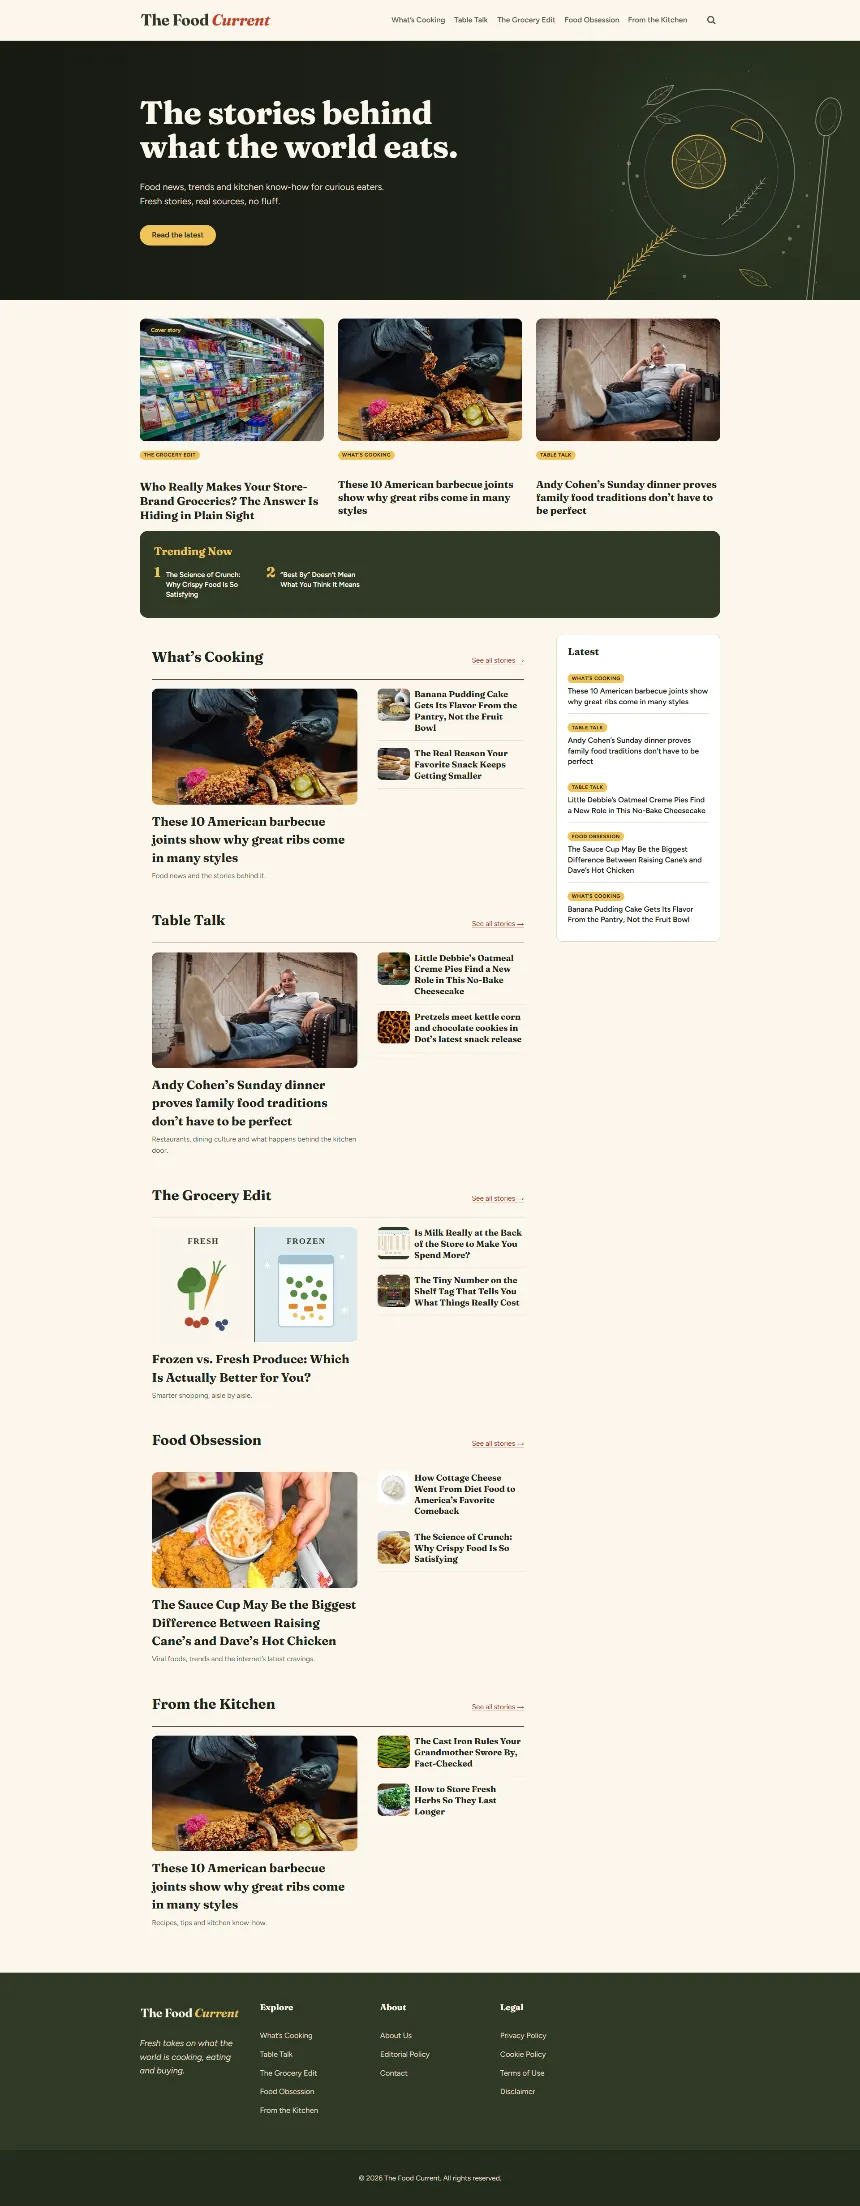 The Food Current
What's Cooking
Table Talk
The Grocery Edit
Food Obsession
From the Kitchen
The stories behind
what the world eats.
Food news, trends and kitchen know-how for curious eaters.
Fresh stories, real sources, no fluff.
Read the latest
Cover story
THE GROCERY EDIT
Who Really Makes Your Store-
Brand Groceries? The Answer Is
Hiding in Plain Sight
WHAT'S COOKING
These 10 American barbecue joints
show why great ribs come in many
styles
TABLE TALK
Andy Cohen's Sunday dinner proves
family food traditions don't have to
be perfect
Trending Now
1
The Science of Crunch:
Why Crispy Food Is So
Satisfying
2
"Best By" Doesn't Mean
What You Think It Means
What's Cooking
See all stories →
These 10 American barbecue
joints show why great ribs come
in many styles
Food news and the stories behind it.
Banana Pudding Cake
Gets Its Flavor From the
Pantry, Not the Fruit
Bowl
The Real Reason Your
Favorite Snack Keeps
Getting Smaller
Latest
WHAT'S COOKING
These 10 American barbecue joints show
why great ribs come in many styles
TABLE TALK
Andy Cohen's Sunday dinner proves
family food traditions don't have to be
perfect
TABLE TALK
Little Debbie's Oatmeal Creme Pies Find
a New Role in This No-Bake Cheesecake
FOOD OBSESSION
The Sauce Cup May Be the Biggest
Difference Between Raising Cane's and
Dave's Hot Chicken
WHAT'S COOKING
Banana Pudding Cake Gets Its Flavor
From the Pantry, Not the Fruit Bowl
Table Talk
See all stories →
Andy Cohen's Sunday dinner
proves family food traditions
don't have to be perfect
Restaurants, dining culture and what happens behind the kitchen
door.
Little Debbie's Oatmeal
Creme Pies Find a New
Role in This No-Bake
Cheesecake
Pretzels meet kettle corn
and chocolate cookies in
Dot's latest snack release
The Grocery Edit
See all stories →
FRESH
FROZEN
Frozen vs. Fresh Produce: Which
Is Actually Better for You?
Smarter shopping, aisle by aisle.
Is Milk Really at the Back
of the Store to Make You
Spend More?
The Tiny Number on the
Shelf Tag That Tells You
What Things Really Cost
Food Obsession
See all stories →
The Sauce Cup May Be the Biggest
Difference Between Raising
Cane's and Dave's Hot Chicken
Viral foods, trends and the internet's latest cravings.
How Cottage Cheese
Went From Diet Food to
America's Favorite
Comeback
The Science of Crunch:
Why Crispy Food Is So
Satisfying
From the Kitchen
See all stories →
These 10 American barbecue
joints show why great ribs come
in many styles
Recipes, tips and kitchen know-how.
The Cast Iron Rules Your
Grandmother Swore By,
Fact-Checked
How to Store Fresh
Herbs So They Last
Longer
The Food Current
Fresh takes on what the
world is cooking, eating
and buying.
Explore
What's Cooking
Table Talk
The Grocery Edit
Food Obsession
From the Kitchen
About
About Us
Editorial Policy
Contact
Legal
Privacy Policy
Cookie Policy
Terms of Use
Disclaimer
© 2026 The Food Current. All rights reserved.